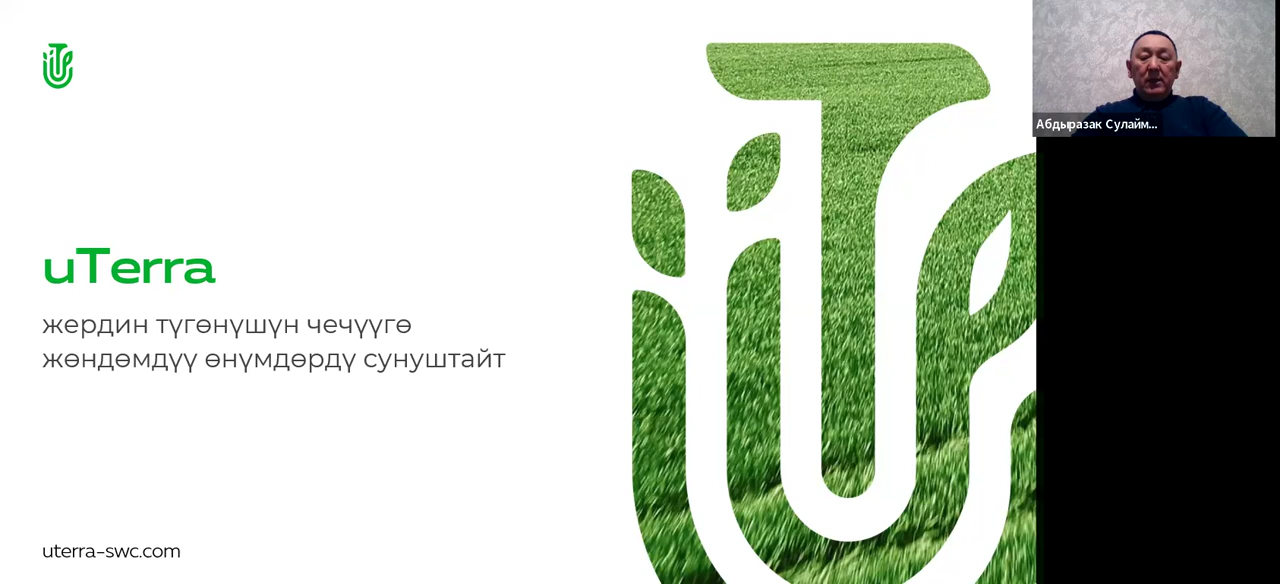 uTerra
жердин түгөнүшүн чечүүгө
жөндөмдүү өнүмдөрдү сунуштайт
uterra-swc.com
Абдыразак Сулайм...